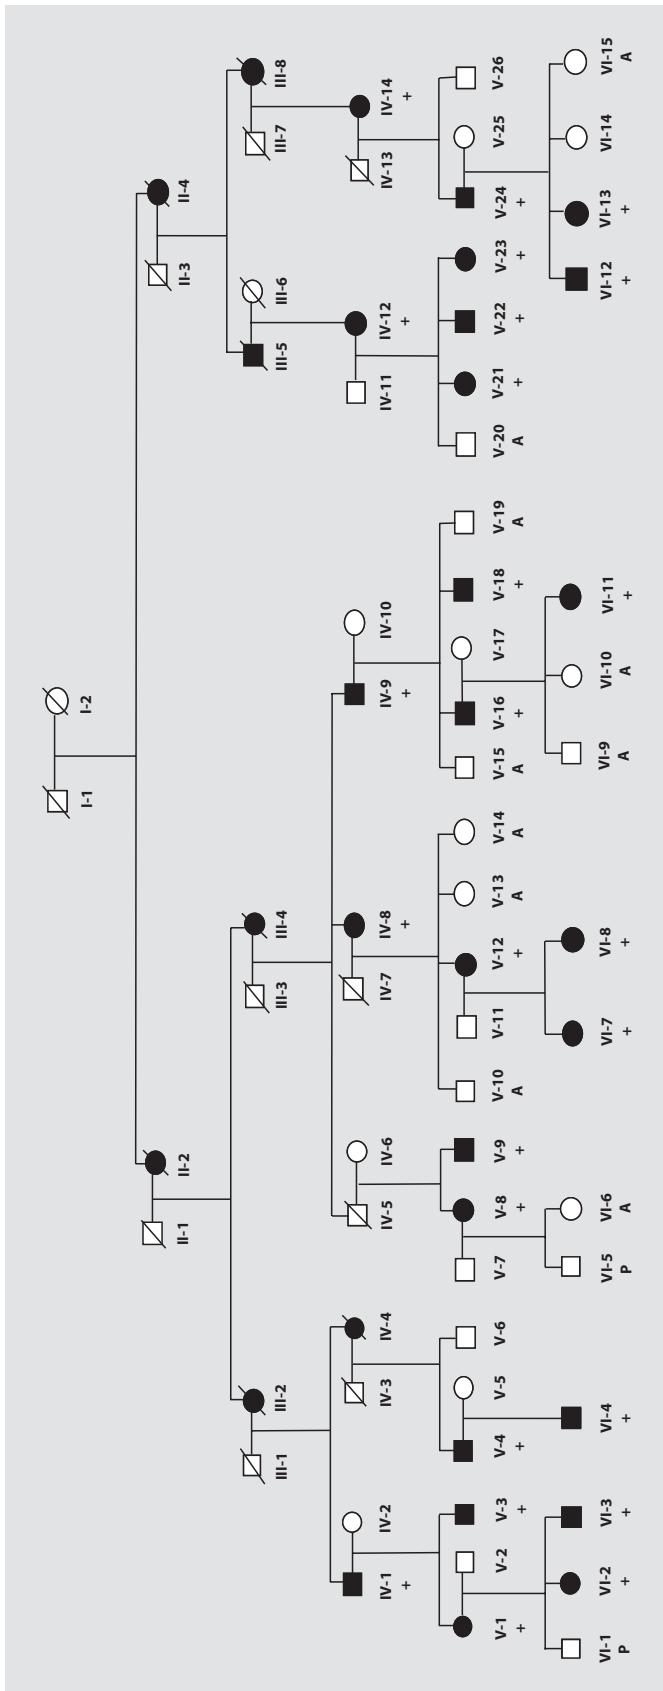 I-1 I-2
II-1 II-2 II-3 II-4
III-1 III-2 III-3 III-4 III-5 III-6 III-7 III-8
IV-1 IV-2 IV-3 IV-4 IV-5 IV-6 IV-7 IV-8 IV-9 IV-10 IV-11 IV-12 IV-13 IV-14
+ + + + +
V-1 V-2 V-3 V-4 V-5 V-6 V-7 V-8 V-9 V-10 V-11 V-12 V-13 V-14 V-15 V-16 V-17 V-18 V-19 V-20 V-21 V-22 V-23 V-24 V-25 V-26
+ + + + + A + A A A + + A A + + + +
VI-1 VI-2 VI-3 VI-4 VI-5 VI-6 VI-7 VI-8 VI-9 VI-10 VI-11 VI-12 VI-13 VI-14 VI-15
P + + + P A + + A A + + + A